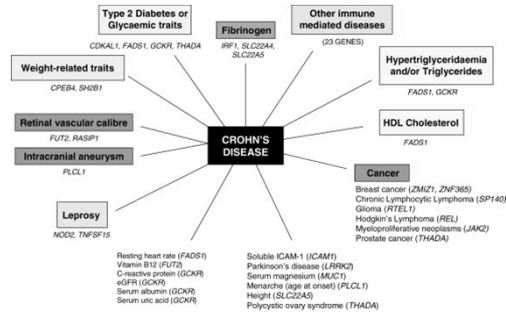 Type 2 Diabetes or
Glycaemic traits
CDKAL1, FADS1, GCKR, THADA
Fibrinogen
IRF1, SLC22A4,
SLC22A5
Other immune
mediated diseases
(23 GENES)
Weight-related traits
CPEB4, SH2B1
Hypertriglyceridaemia
and/or Triglycerides
FADS1, GCKR
Retinal vascular calibre
FUT2, RASIP1
HDL Cholesterol
FADS1
CROHN'S
DISEASE
Intracranial aneurysm
PLCL1
Cancer
Breast cancer (ZMIZ1, ZNF365)
Chronic Lymphocytic Lymphoma (SP140)
Glioma (RTEL1)
Hodgkin's Lymphoma (REL)
Myeloproliferative neoplasms (JAK2)
Prostate cancer (THADA)
Leprosy
NOD2, TNFSF15
Resting heart rate (FADS1)
Vitamin B12 (FUT2)
C-reactive protein (GCKR)
eGFR (GCKR)
Serum albumin (GCKR)
Serum uric acid (GCKR)
Soluble ICAM-1 (ICAM1)
Parkinson's disease (LRRK2)
Serum magnesium (MUC1)
Menarche (age at onset) (PLCL1)
Height (SLC22A5)
Polycystic ovary syndrome (THADA)